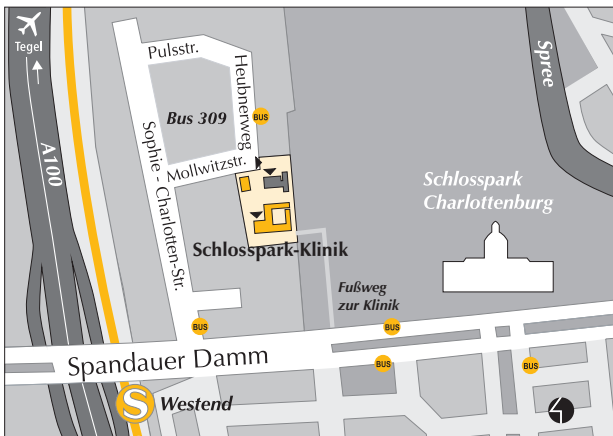 Tegel
A100
Pulsstr.
Heubnerweg
Bus 309
BUS
Mollwitzstr.
Sophie - Charlotten-Str.
Schlosspark-Klinik
Spree
Schlosspark
Charlottenburg
Fußweg
zur Klinik
BUS
BUS
Spandauer Damm
BUS
BUS
S
Westend